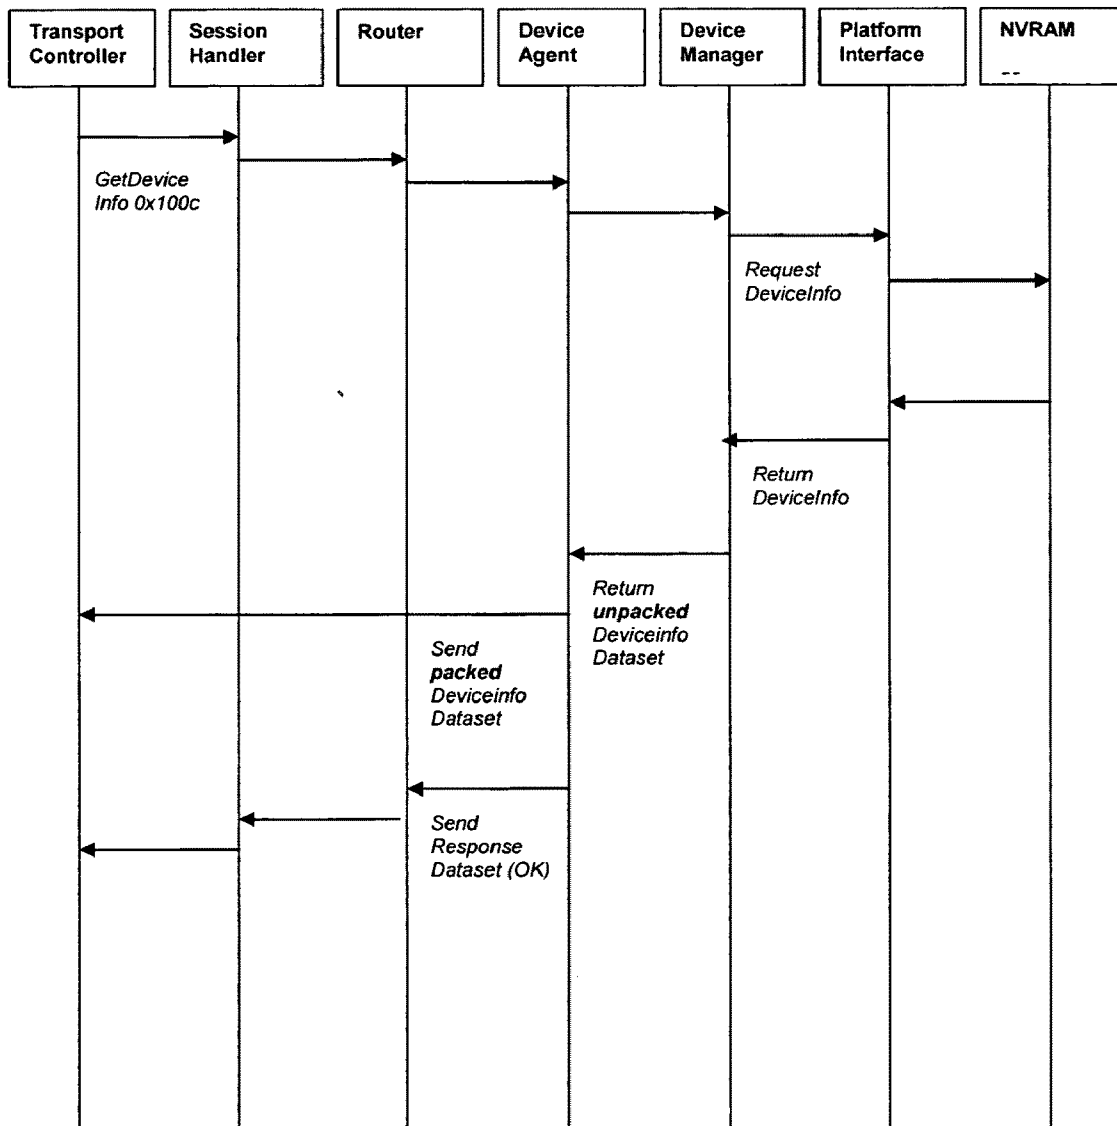 Transport
Controller
Session
Handler
Router
Device
Agent
Device
Manager
Platform
Interface
NVRAM
GetDevice
Info 0x100c
Request
DeviceInfo
Return
DeviceInfo
Return
unpacked
Deviceinfo
Dataset
Send
packed
Deviceinfo
Dataset
Send
Response
Dataset (OK)